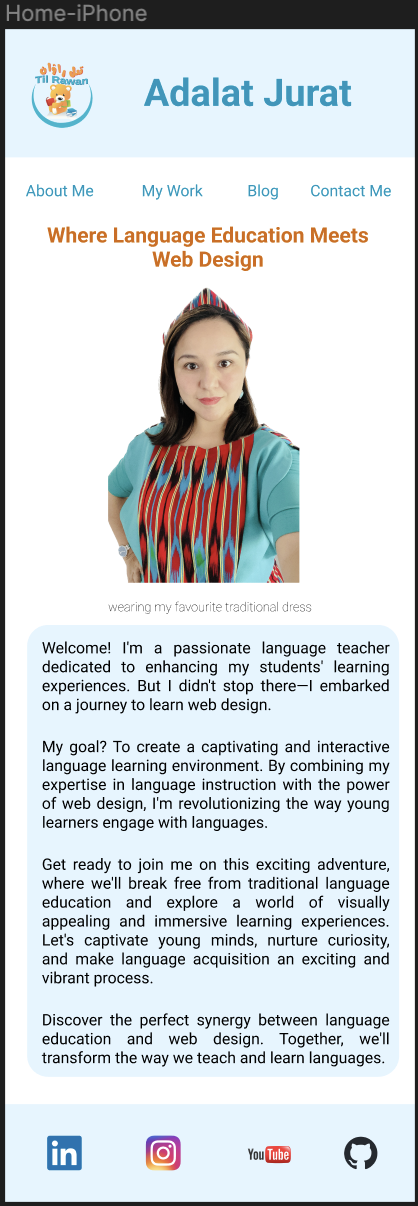 Home-iPhone
تىل راۋان
Til Rawan
Adalat Jurat
About Me My Work Blog Contact Me
Where Language Education Meets
Web Design
wearing my favourite traditional dress
Welcome! I'm a passionate language teacher
dedicated to enhancing my students' learning
experiences. But I didn't stop there—I embarked
on a journey to learn web design.
My goal? To create a captivating and interactive
language learning environment. By combining my
expertise in language instruction with the power
of web design, I'm revolutionizing the way young
learners engage with languages.
Get ready to join me on this exciting adventure,
where we'll break free from traditional language
education and explore a world of visually
appealing and immersive learning experiences.
Let's captivate young minds, nurture curiosity,
and make language acquisition an exciting and
vibrant process.
Discover the perfect synergy between language
education and web design. Together, we'll
transform the way we teach and learn languages.
in YouTube